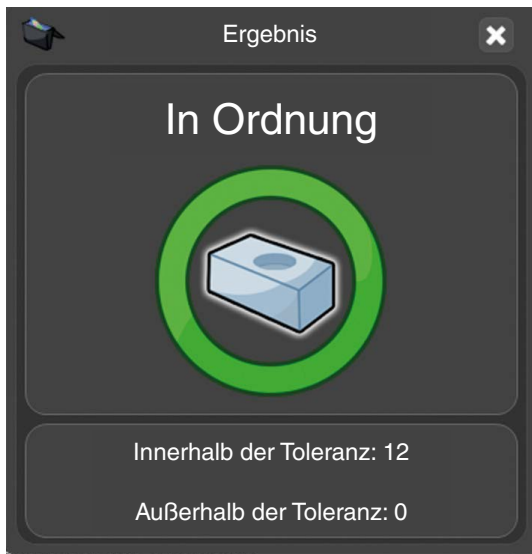 Ergebnis
In Ordnung
Innerhalb der Toleranz: 12
Außerhalb der Toleranz: 0